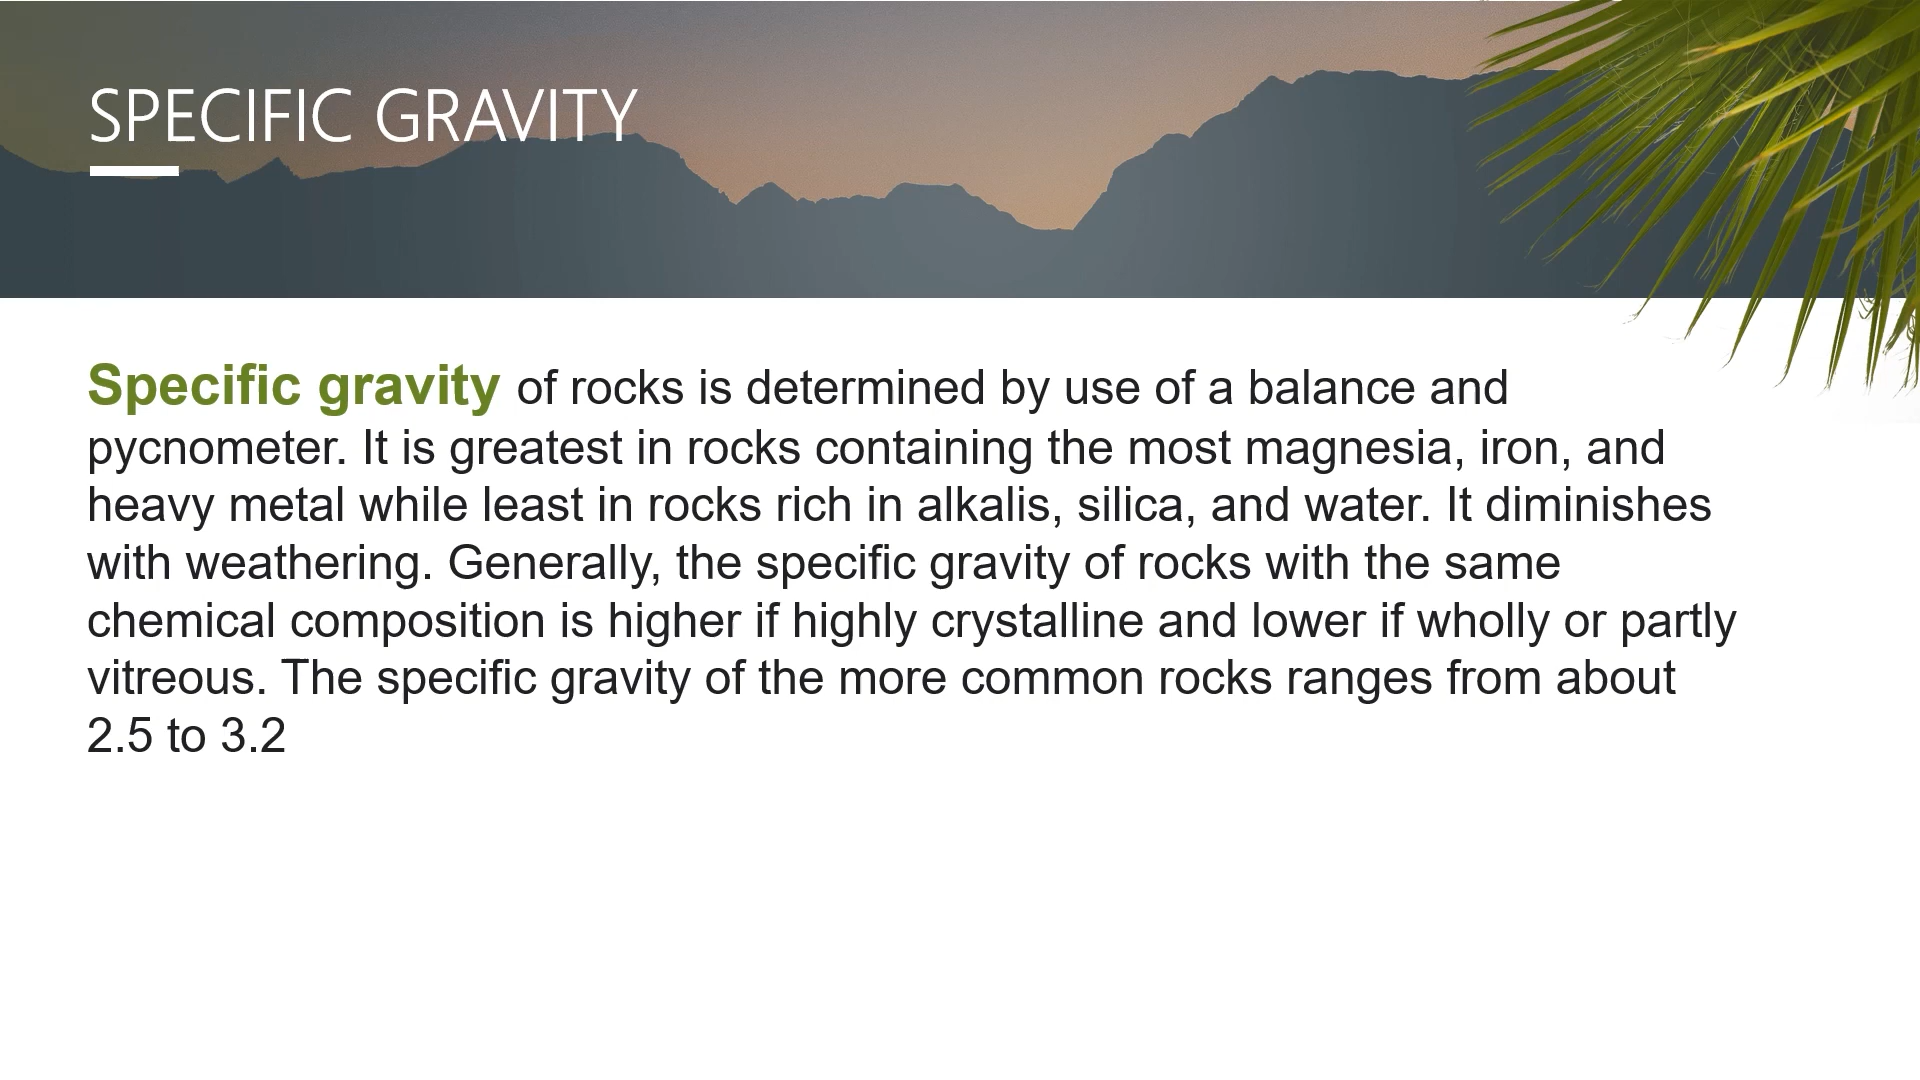 SPECIFIC GRAVITY
Specific gravity of rocks is determined by use of a balance and
pycnometer. It is greatest in rocks containing the most magnesia, iron, and
heavy metal while least in rocks rich in alkalis, silica, and water. It diminishes
with weathering. Generally, the specific gravity of rocks with the same
chemical composition is higher if highly crystalline and lower if wholly or partly
vitreous. The specific gravity of the more common rocks ranges from about
2.5 to 3.2